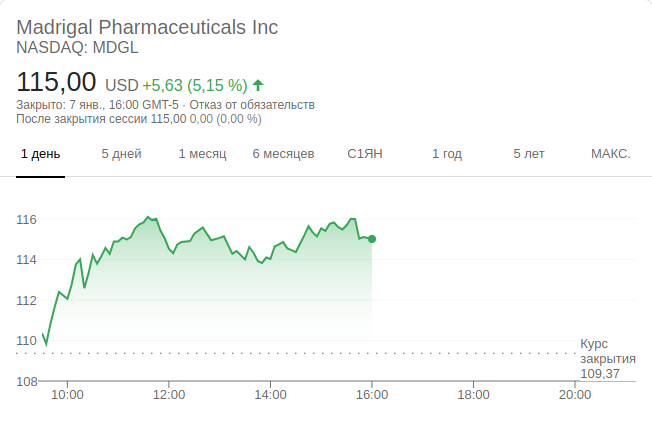 Madrigal Pharmaceuticals Inc
NASDAQ: MDGL
115,00 USD +5,63 (5,15 %)
Закрыто: 7 янв., 16:00 GMT-5 · Отказ от обязательств
После закрытия сессии 115,00 0,00 (0,00 %)
1 день 5 дней 1 месяц 6 месяцев С1ЯН 1 год 5 лет МАКС.
116
114
112
110
Курс
закрытия
109,37
108
10:00 12:00 14:00 16:00 18:00 20:00